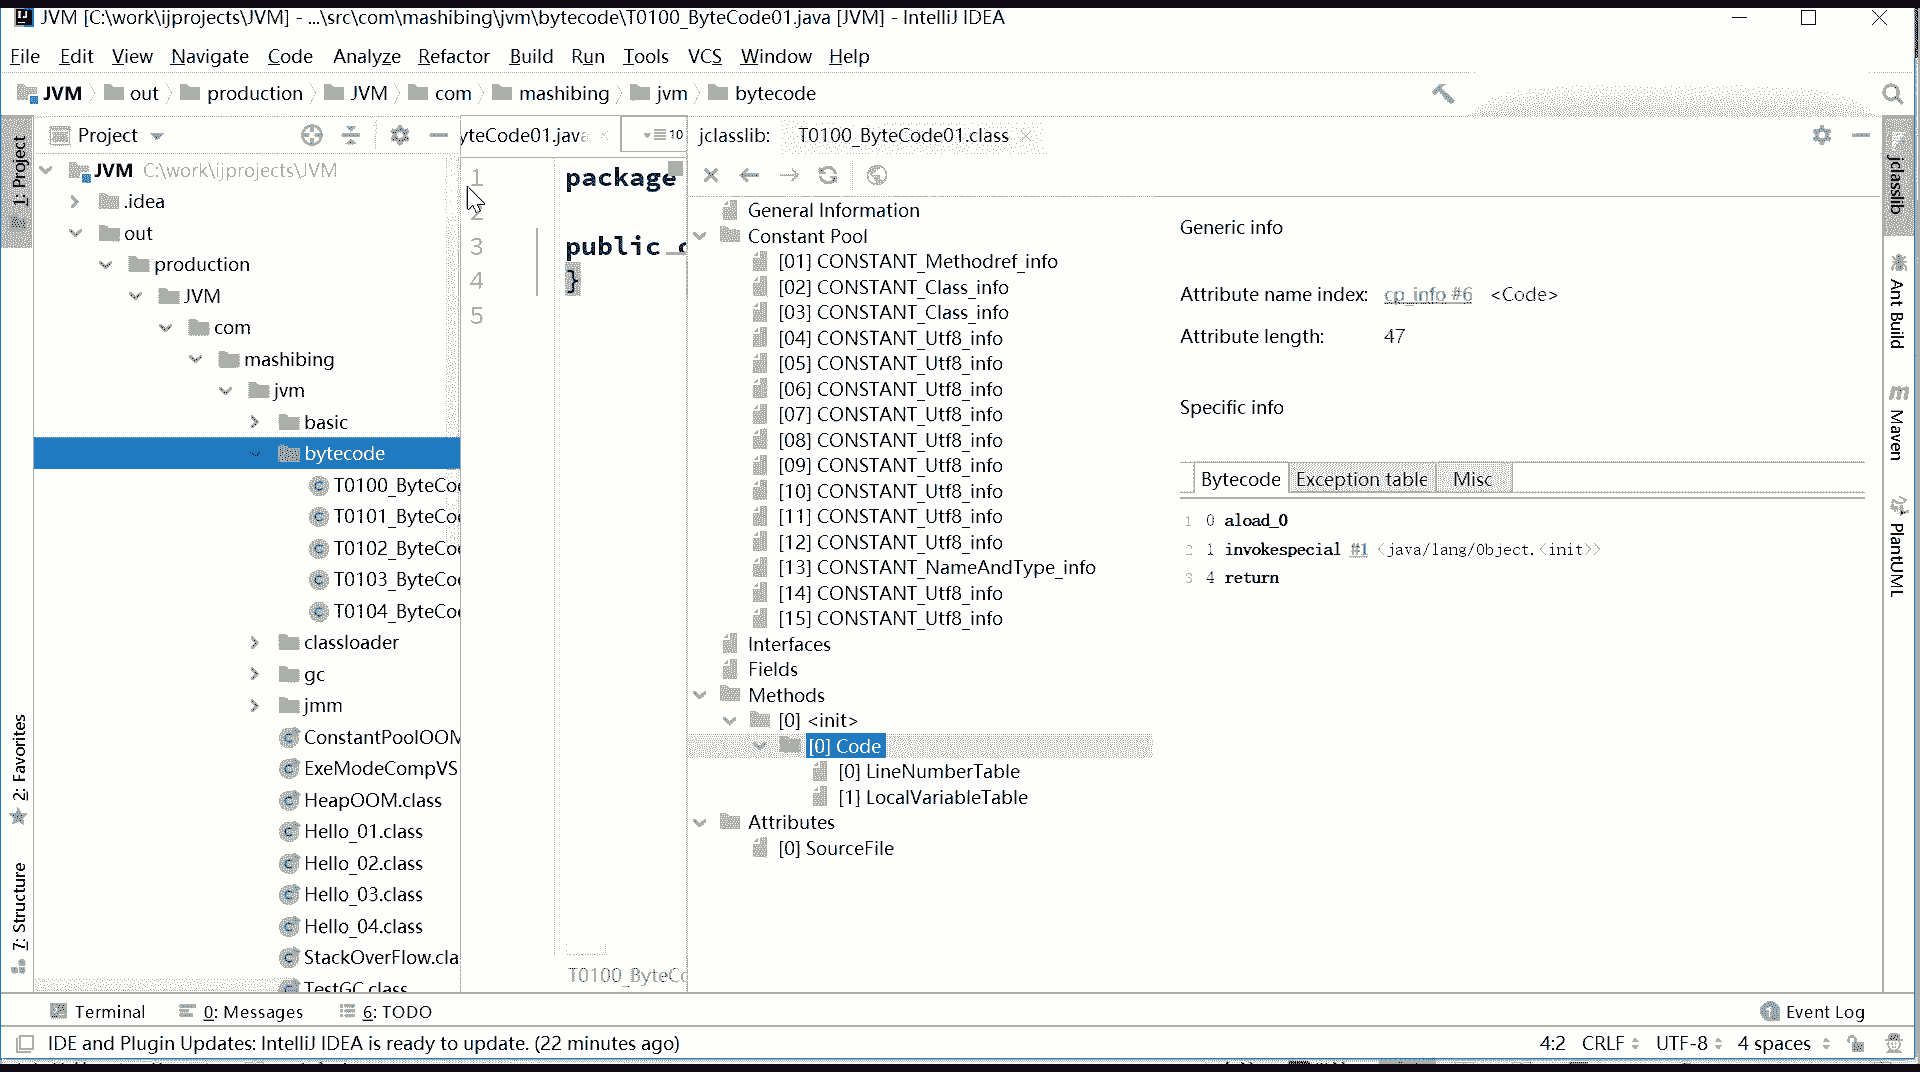 JVM [C:\work\ijprojects\JVM] - ...\src\com\mashibing\jvm\bytecode\T0100_ByteCode01.java [JVM] - IntelliJ IDEA
File Edit View Navigate Code Analyze Refactor Build Run Tools VCS Window Help
JVM out production JVM com mashibing jvm bytecode
1: Project
2: Favorites
7: Structure
Project
JVM C:\work\ijprojects\JVM
.idea
out
production
JVM
com
mashibing
jvm
basic
bytecode
T0100_ByteCo
T0101_ByteCo
T0102_ByteCo
T0103_ByteCo
T0104_ByteCo
classloader
gc
jmm
ConstantPoolOOM
ExeModeCompVS
HeapOOM.class
Hello_01.class
Hello_02.class
Hello_03.class
Hello_04.class
StackOverFlow.cla
TestGC.class
yteCode01.java
10
1 package
2
3 public c
4 }
5
T0100_ByteCo
jclasslib: T0100_ByteCode01.class
General Information
Constant Pool
[01] CONSTANT_Methodref_info
[02] CONSTANT_Class_info
[03] CONSTANT_Class_info
[04] CONSTANT_Utf8_info
[05] CONSTANT_Utf8_info
[06] CONSTANT_Utf8_info
[07] CONSTANT_Utf8_info
[08] CONSTANT_Utf8_info
[09] CONSTANT_Utf8_info
[10] CONSTANT_Utf8_info
[11] CONSTANT_Utf8_info
[12] CONSTANT_Utf8_info
[13] CONSTANT_NameAndType_info
[14] CONSTANT_Utf8_info
[15] CONSTANT_Utf8_info
Interfaces
Fields
Methods
[0] <init>
[0] Code
[0] LineNumberTable
[1] LocalVariableTable
Attributes
[0] SourceFile
Generic info
Attribute name index: cp_info #6 <Code>
Attribute length: 47
Specific info
Bytecode Exception table Misc
1 0 aload_0
2 1 invokespecial #1 <java/lang/Object.<init>>
3 4 return
jclasslib
Ant Build
Maven
PlantUML
Terminal 0: Messages 6: TODO Event Log
IDE and Plugin Updates: IntelliJ IDEA is ready to update. (22 minutes ago) 4:2 CRLF UTF-8 4 spaces